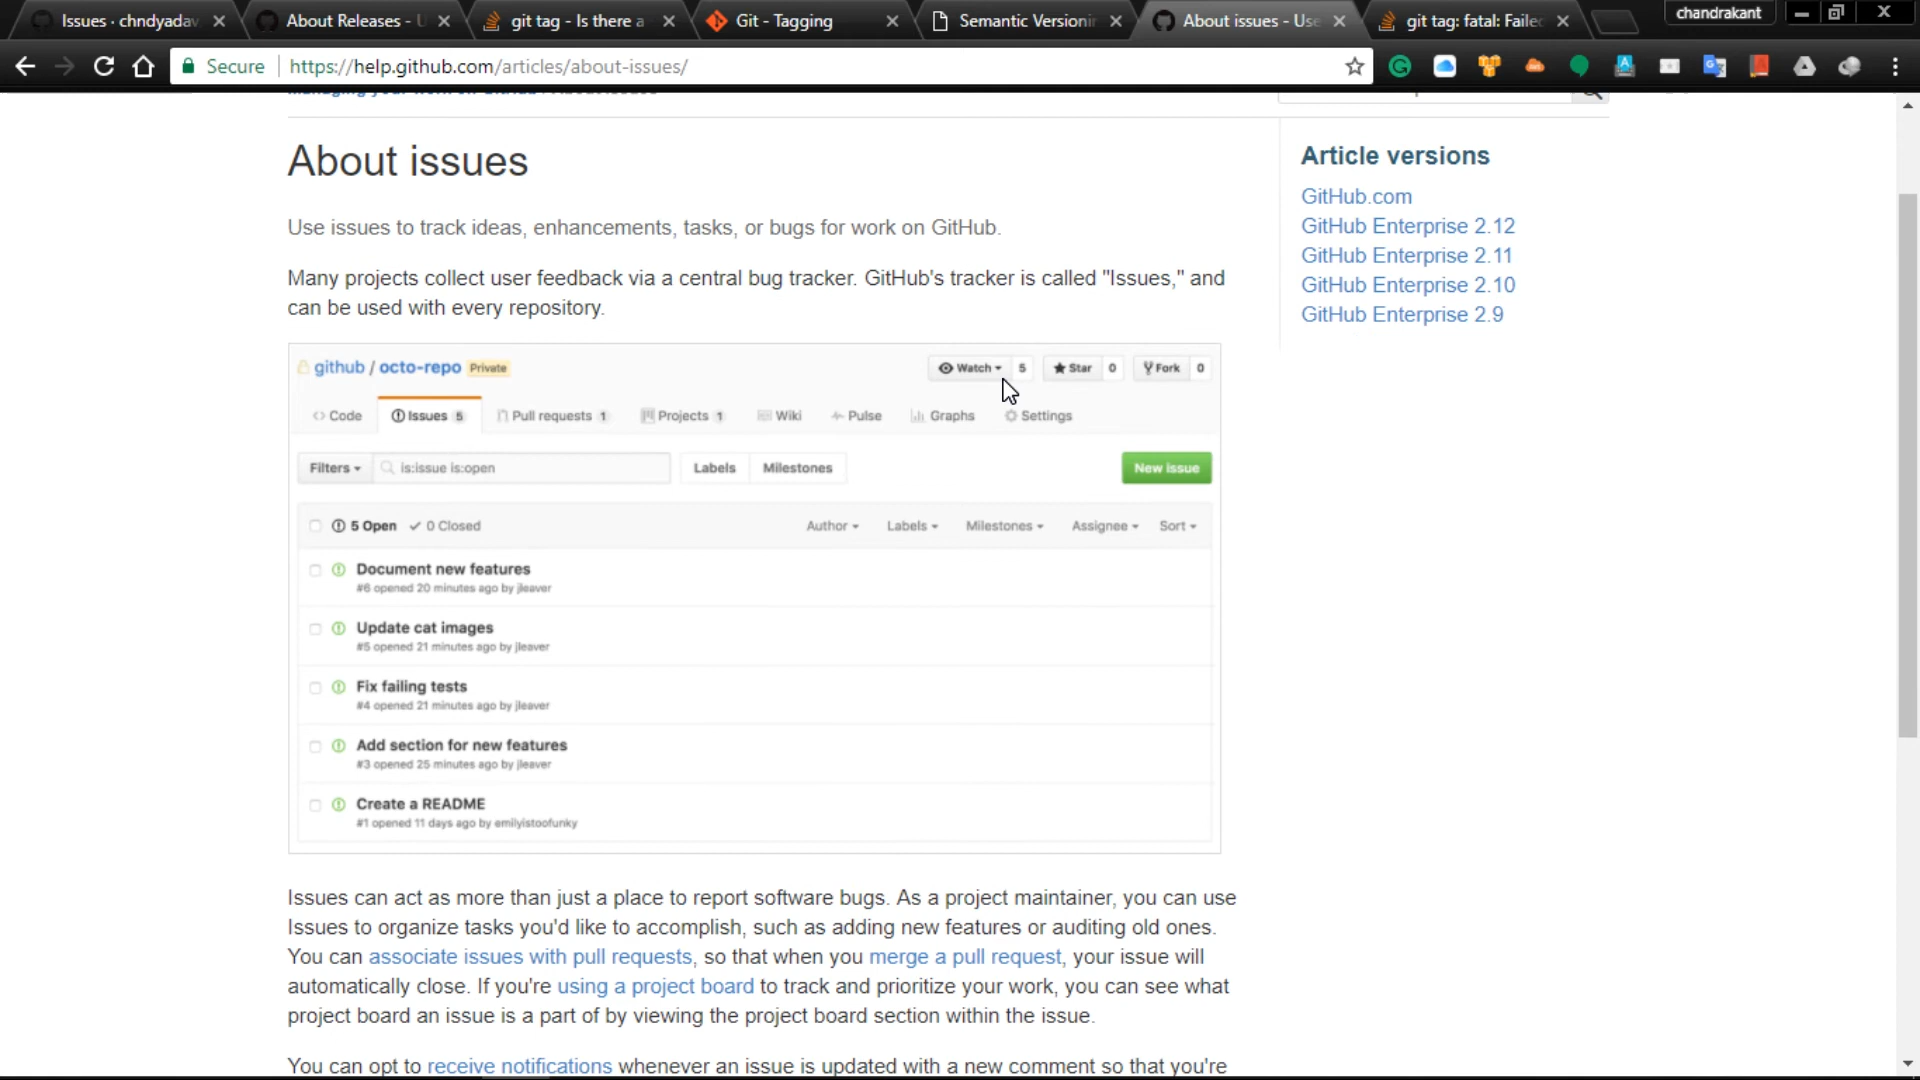 Issues · chndyadav
About Releases - U
git tag - Is there a
Git - Tagging
Semantic Versionin
About issues - Use
git tag: fatal: Failed
chandrakant
Secure
https://help.github.com/articles/about-issues/
About issues
Use issues to track ideas, enhancements, tasks, or bugs for work on GitHub.
Many projects collect user feedback via a central bug tracker. GitHub's tracker is called "Issues," and
can be used with every repository.
github / octo-repo Private
Watch 5 Star 0 Fork 0
Code Issues 5 Pull requests 1 Projects 1 Wiki Pulse Graphs Settings
Filters is:issue is:open Labels Milestones New issue
5 Open 0 Closed Author Labels Milestones Assignee Sort
Document new features
#6 opened 20 minutes ago by jleaver
Update cat images
#5 opened 21 minutes ago by jleaver
Fix failing tests
#4 opened 21 minutes ago by jleaver
Add section for new features
#3 opened 25 minutes ago by jleaver
Create a README
#1 opened 11 days ago by emilyistoofunky
Issues can act as more than just a place to report software bugs. As a project maintainer, you can use
Issues to organize tasks you'd like to accomplish, such as adding new features or auditing old ones.
You can associate issues with pull requests, so that when you merge a pull request, your issue will
automatically close. If you're using a project board to track and prioritize your work, you can see what
project board an issue is a part of by viewing the project board section within the issue.
You can opt to receive notifications whenever an issue is updated with a new comment so that you're
Article versions
GitHub.com
GitHub Enterprise 2.12
GitHub Enterprise 2.11
GitHub Enterprise 2.10
GitHub Enterprise 2.9